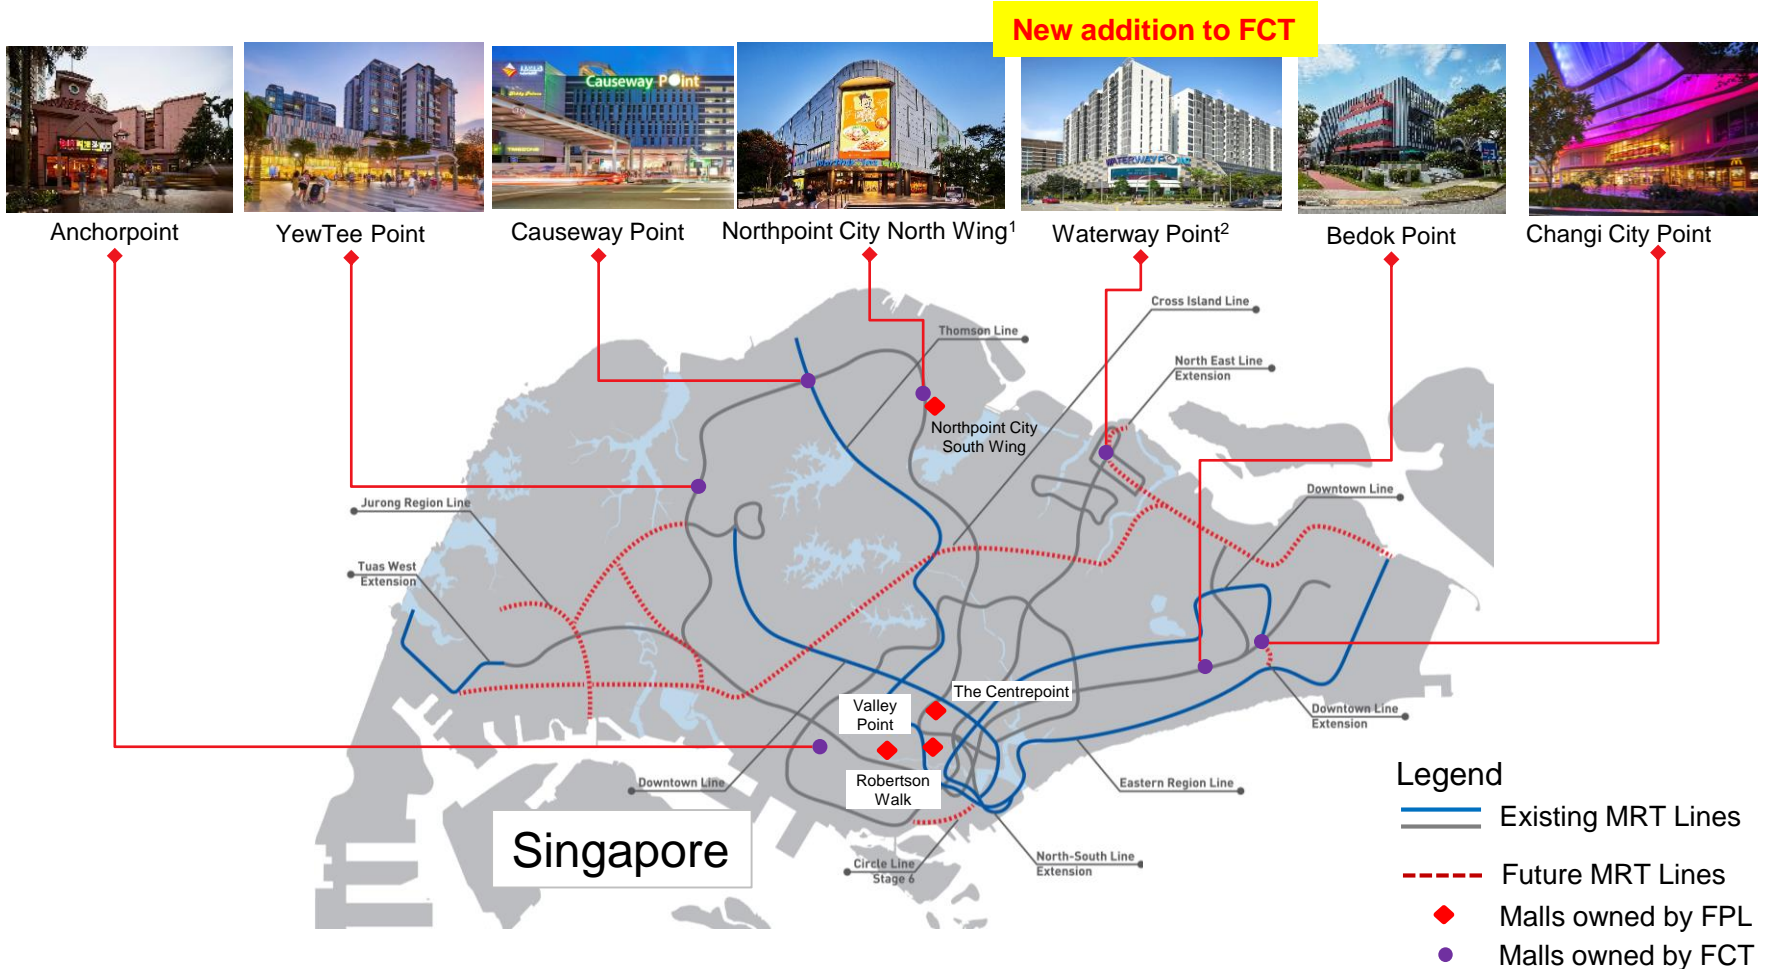 New addition to FCT
Causeway Point
WATERWAY POINT
Anchorpoint
YewTee Point
Causeway Point
Northpoint City North Wing¹
Waterway Point²
Bedok Point
Changi City Point
Cross Island Line
Thomson Line
North East Line
Extension
Northpoint City
South Wing
Jurong Region Line
Downtown Line
Tuas West
Extension
The Centrepoint
Valley
Point
Downtown Line
Extension
Robertson
Walk
Downtown Line
Eastern Region Line
Singapore
Circle Line
Stage 6
North-South Line
Extension
Legend
Existing MRT Lines
Future MRT Lines
Malls owned by FPL
Malls owned by FCT